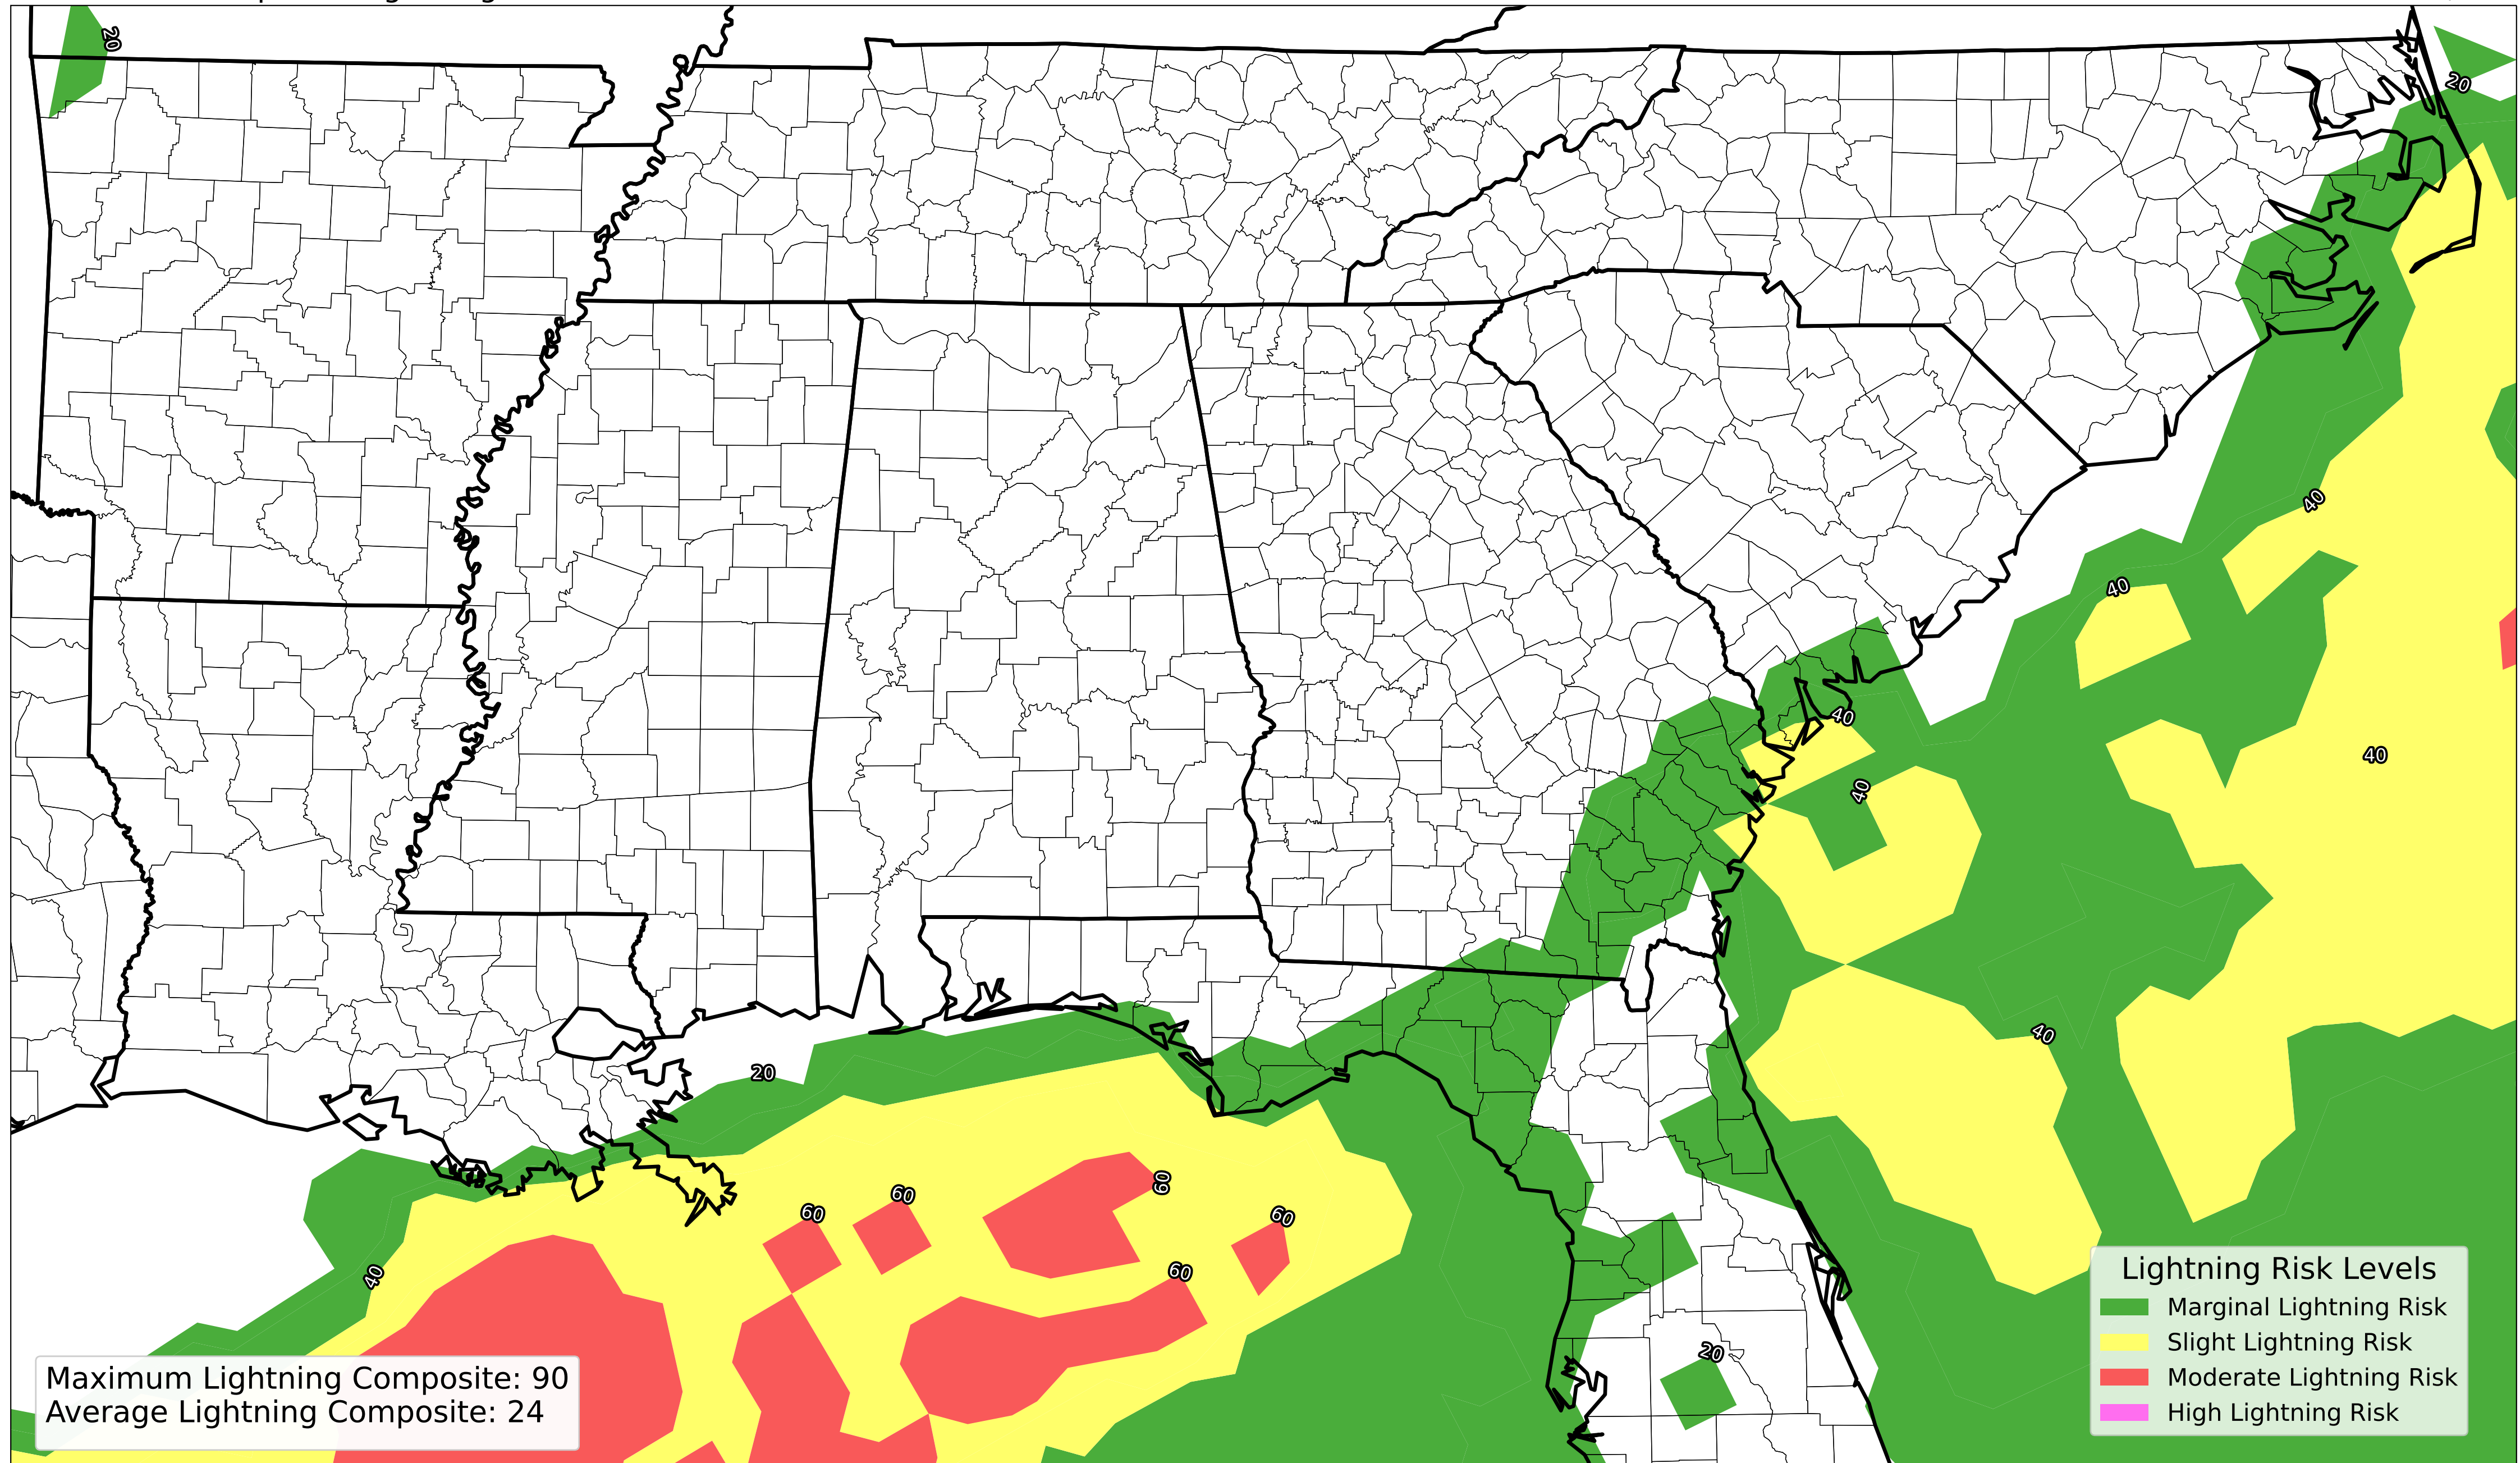 20
20
40
40
40
40
40
40
20
60
60
60
60
60
40
20
Lightning Risk Levels
Marginal Lightning Risk
Slight Lightning Risk
Moderate Lightning Risk
High Lightning Risk
Maximum Lightning Composite: 90
Average Lightning Composite: 24